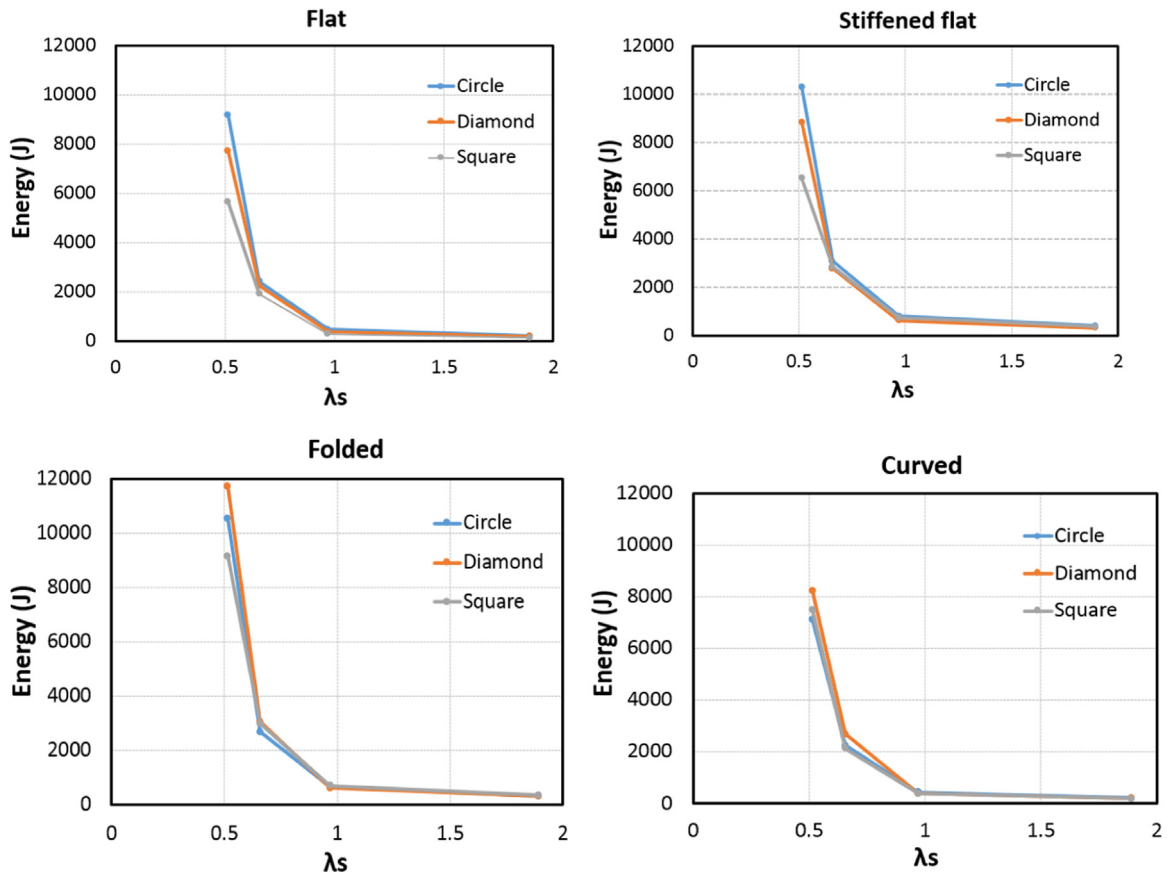 Flat
Energy (J)
12000
10000
8000
6000
4000
2000
0
Circle
Diamond
Square
0 0.5 1 1.5 2
λs
Stiffened flat
Energy (J)
12000
10000
8000
6000
4000
2000
0
Circle
Diamond
Square
0 0.5 1 1.5 2
λs
Folded
Energy (J)
12000
10000
8000
6000
4000
2000
0
Circle
Diamond
Square
0 0.5 1 1.5 2
λs
Curved
Energy (J)
12000
10000
8000
6000
4000
2000
0
Circle
Diamond
Square
0 0.5 1 1.5 2
λs